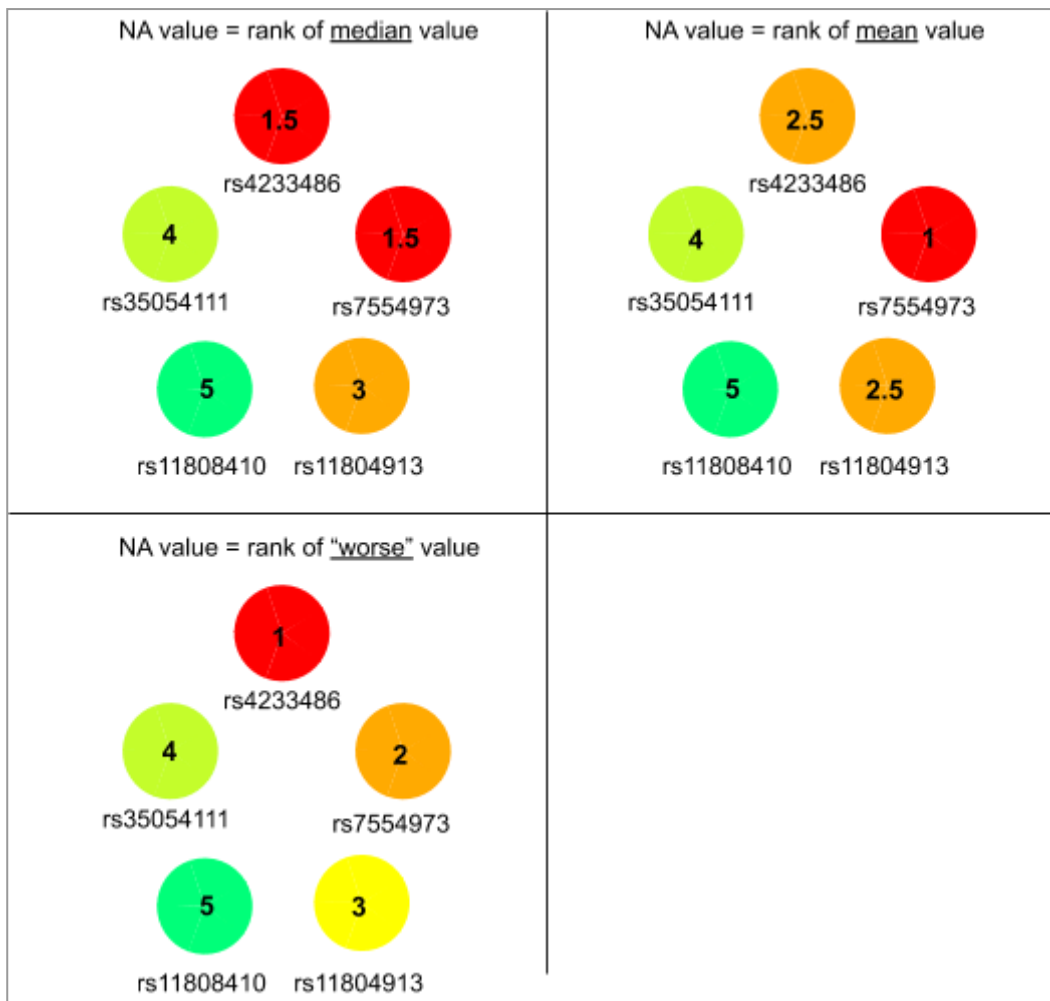 NA value = rank of median value
1.5
rs4233486
4
1.5
rs35054111
rs7554973
5
3
rs11808410
rs11804913
NA value = rank of mean value
2.5
rs4233486
4
1
rs35054111
rs7554973
5
2.5
rs11808410
rs11804913
NA value = rank of “worse” value
1
rs4233486
4
2
rs35054111
rs7554973
5
3
rs11808410
rs11804913